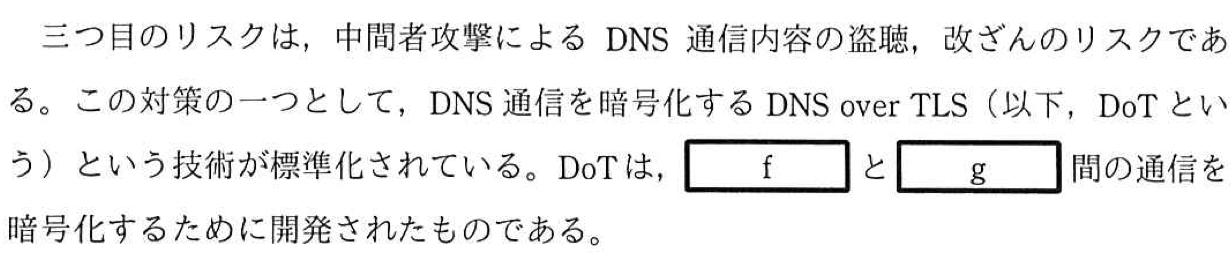 三つ目のリスクは，中間者攻撃による DNS 通信内容の盗聴，改ざんのリスクであ
る。この対策の一つとして，DNS 通信を暗号化する DNS over TLS（以下，DoT とい
う）という技術が標準化されている。DoT は， f と g 間の通信を
暗号化するために開発されたものである。